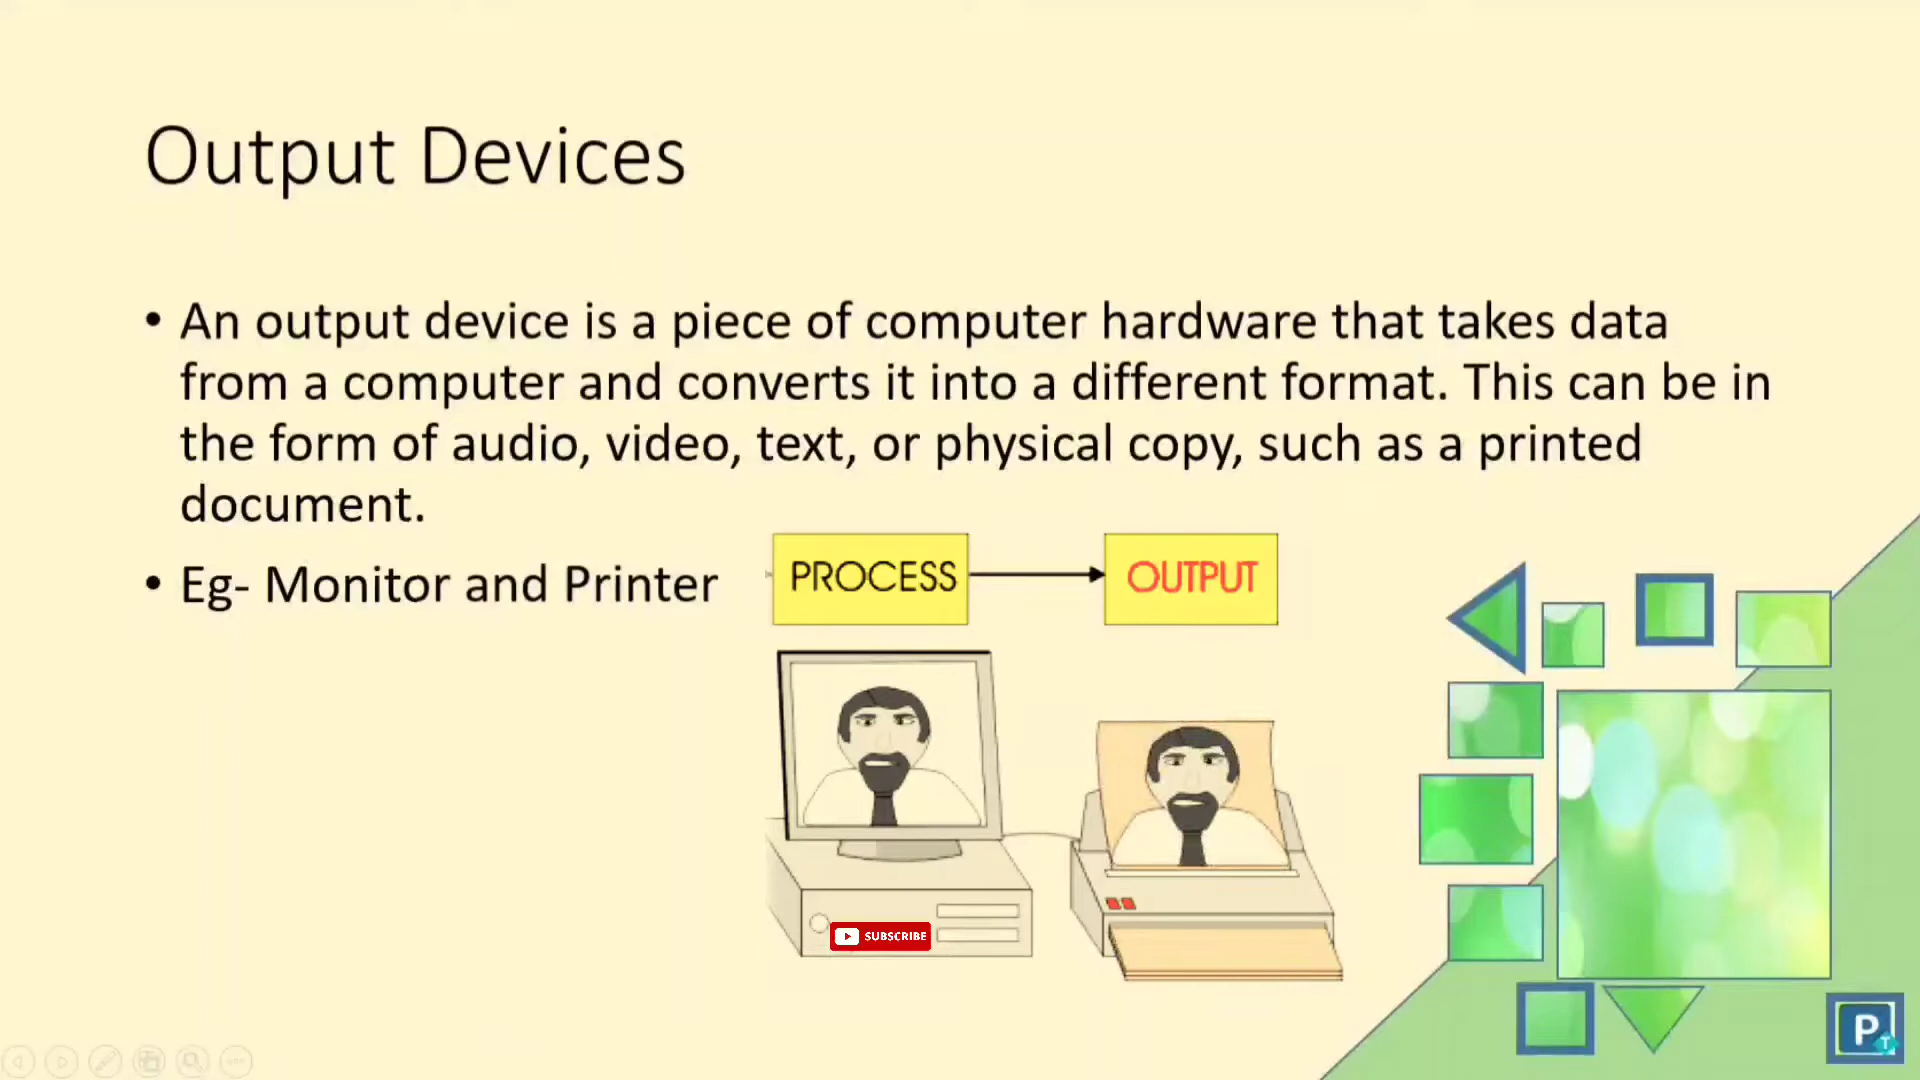 Output Devices
• An output device is a piece of computer hardware that takes data
from a computer and converts it into a different format. This can be in
the form of audio, video, text, or physical copy, such as a printed
document.
• Eg- Monitor and Printer
PROCESS
OUTPUT
SUBSCRIBE
P
T